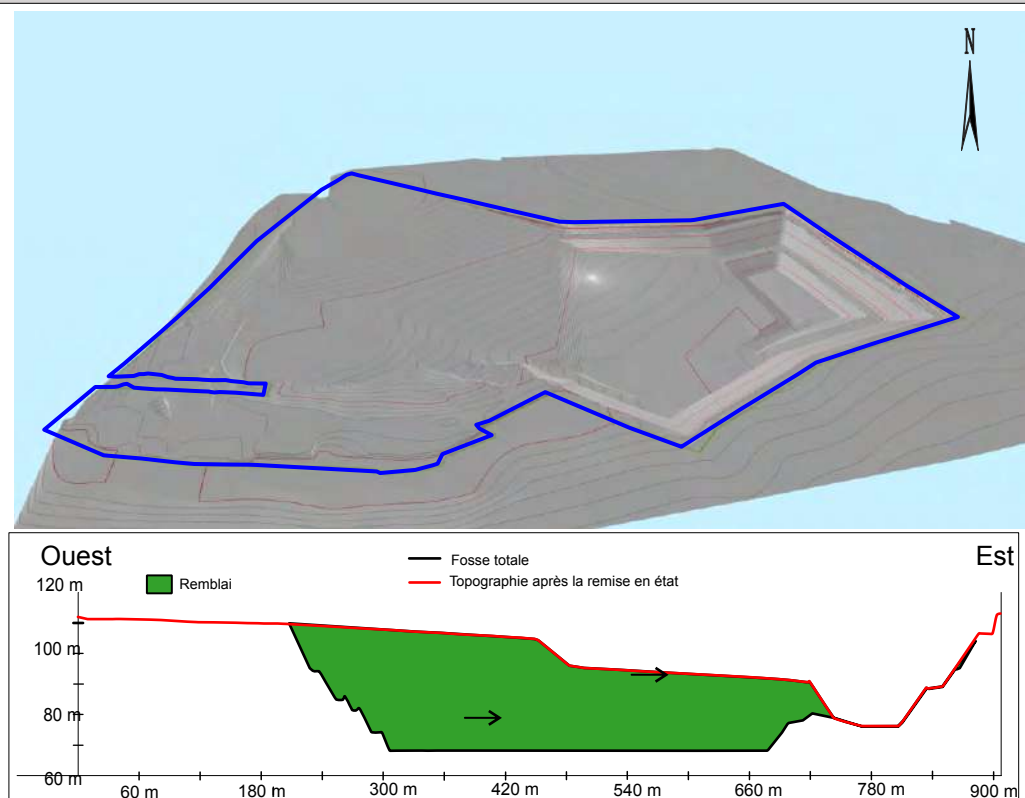 N
Ouest
Est
120 m
Fosse totale
Remblai
Topographie après la remise en état
100 m
80 m
60 m
60 m
180 m
300 m
420 m
540 m
660 m
780 m
900 m